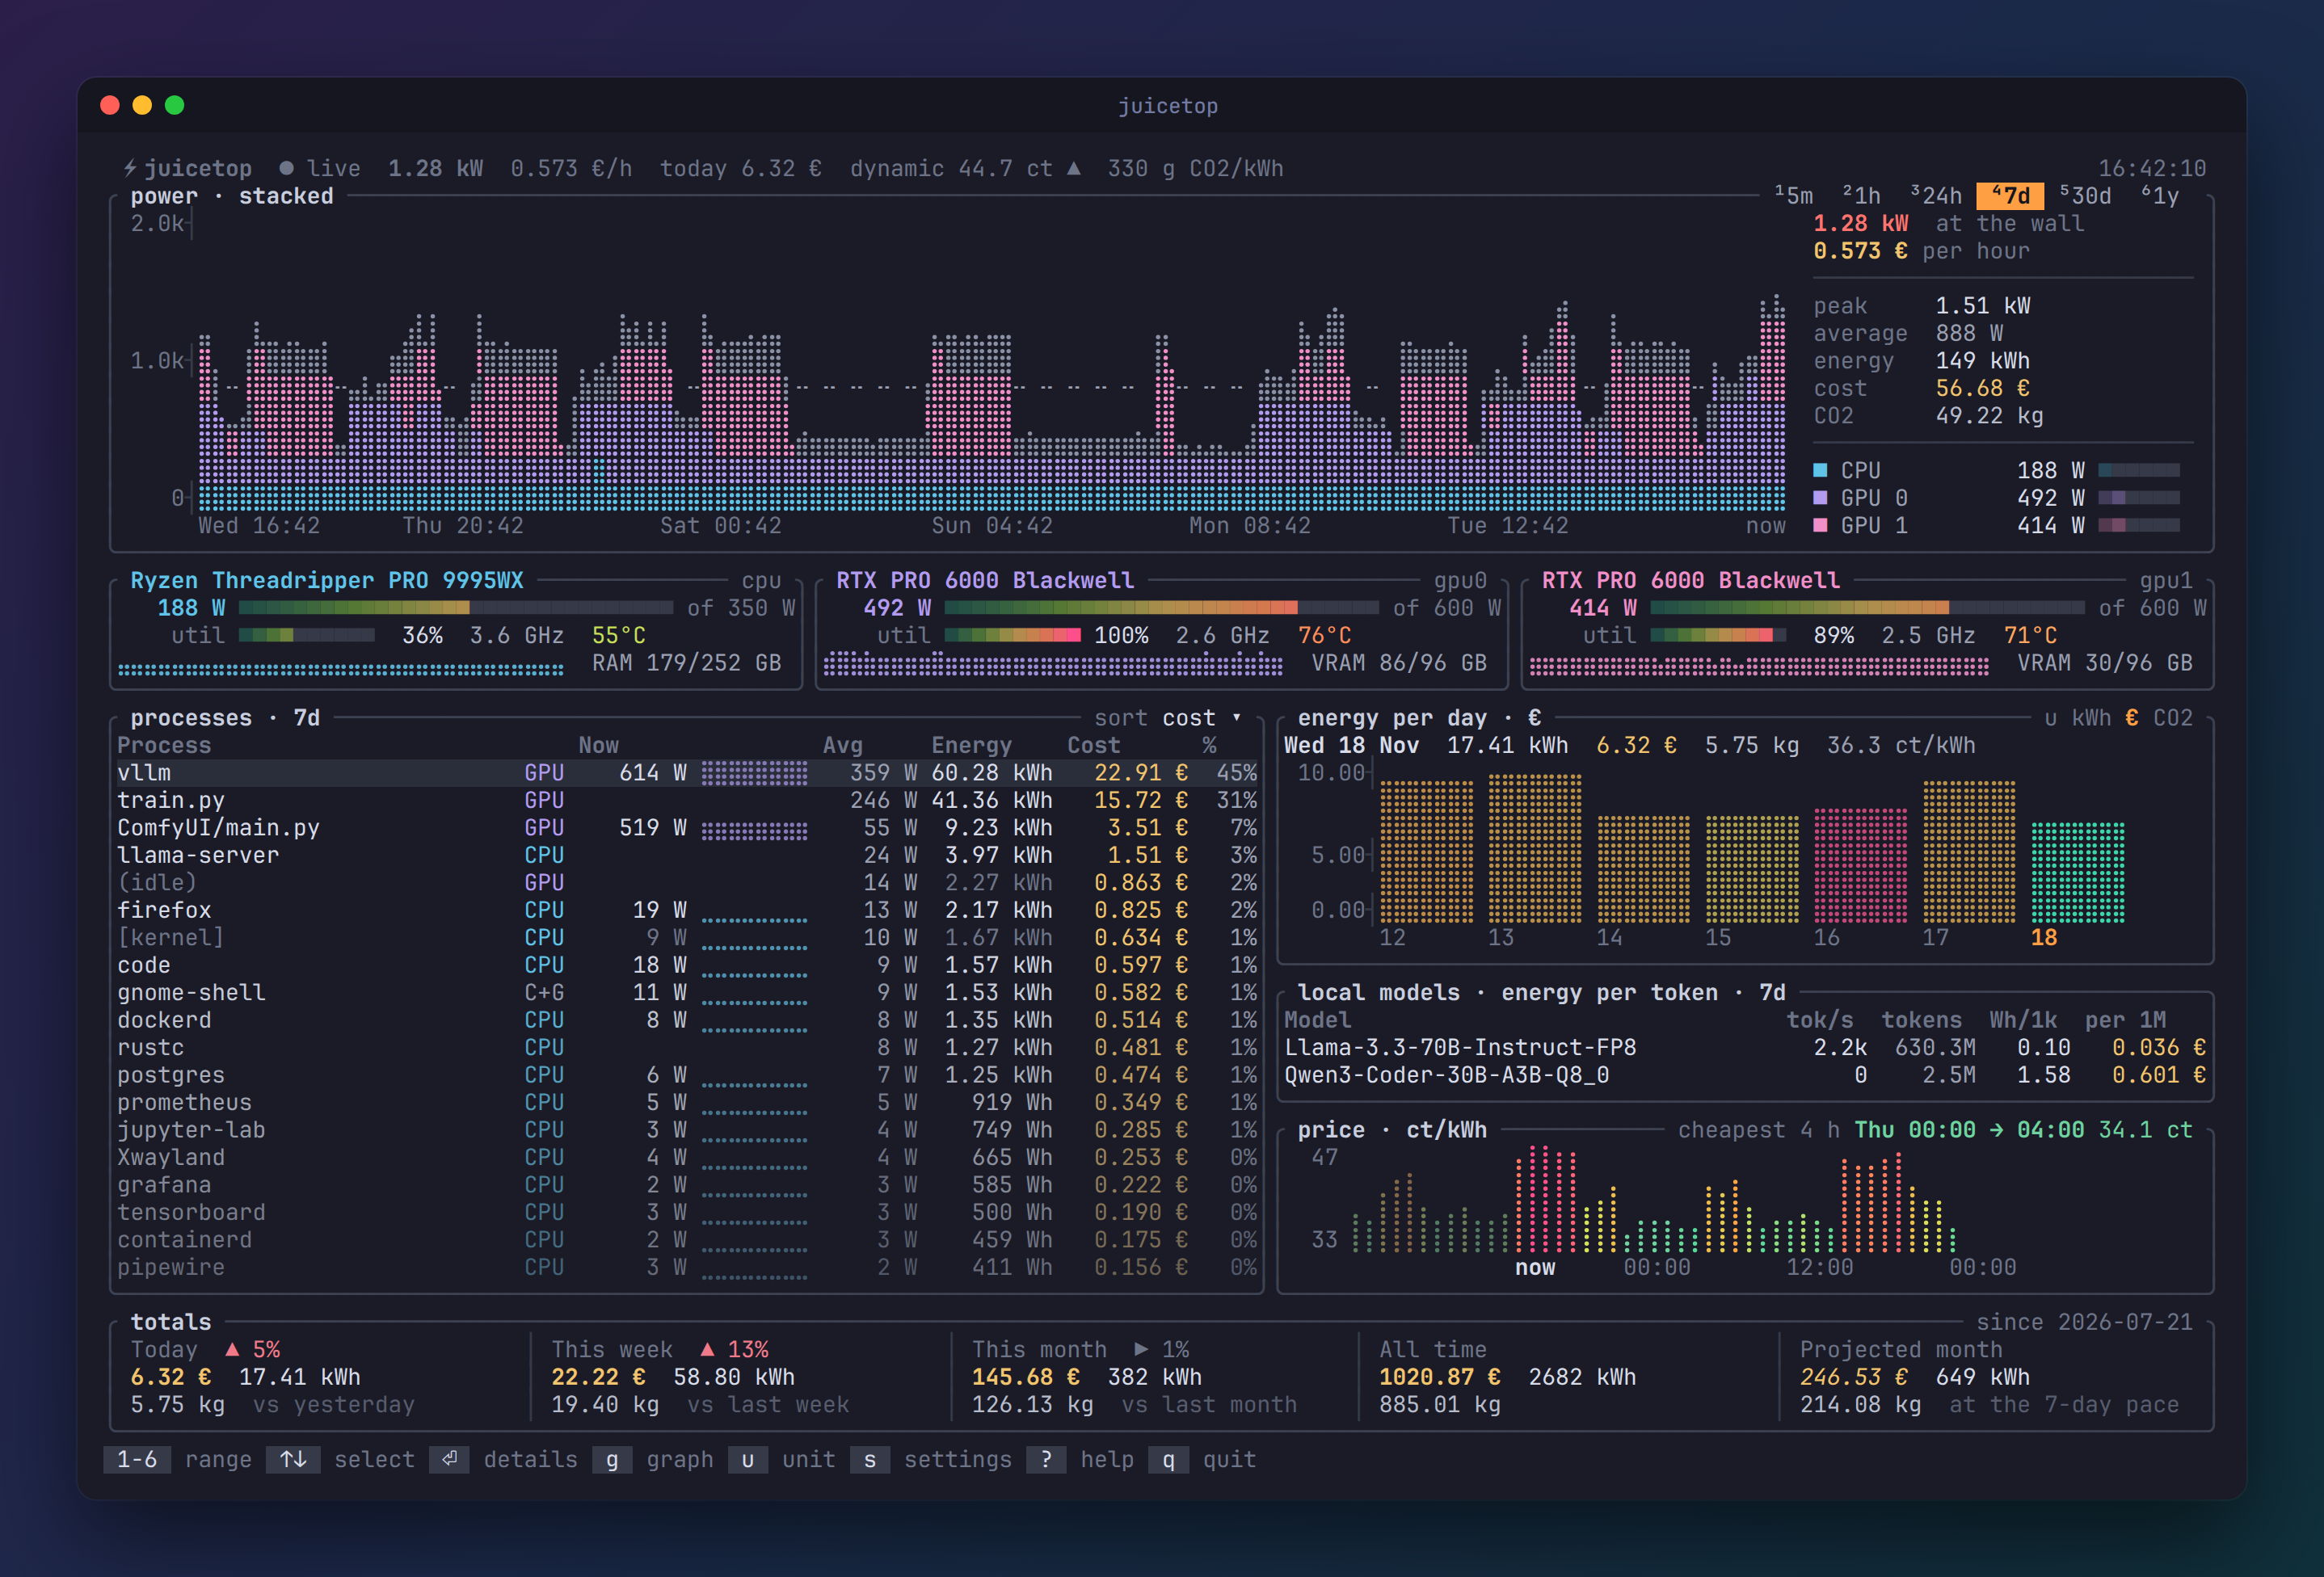 juicetop
⚡juicetop ● live 1.28 kW 0.573 €/h today 6.32 € dynamic 44.7 ct ▲ 330 g CO2/kWh 16:42:10
power · stacked ¹5m ²1h ³24h ⁴7d ⁵30d ⁶1y
2.0k
1.0k
0
Wed 16:42 Thu 20:42 Sat 00:42 Sun 04:42 Mon 08:42 Tue 12:42 now
1.28 kW at the wall
0.573 € per hour
peak 1.51 kW
average 888 W
energy 149 kWh
cost 56.68 €
CO2 49.22 kg
CPU 188 W
GPU 0 492 W
GPU 1 414 W
Ryzen Threadripper PRO 9995WX cpu
188 W of 350 W
util 36% 3.6 GHz 55°C
RAM 179/252 GB
RTX PRO 6000 Blackwell gpu0
492 W of 600 W
util 100% 2.6 GHz 76°C
VRAM 86/96 GB
RTX PRO 6000 Blackwell gpu1
414 W of 600 W
util 89% 2.5 GHz 71°C
VRAM 30/96 GB
processes · 7d sort cost ▾
Process Now Avg Energy Cost %
vllm GPU 614 W 359 W 60.28 kWh 22.91 € 45%
train.py GPU 246 W 41.36 kWh 15.72 € 31%
ComfyUI/main.py GPU 519 W 55 W 9.23 kWh 3.51 € 7%
llama-server CPU 24 W 3.97 kWh 1.51 € 3%
(idle) GPU 14 W 2.27 kWh 0.863 € 2%
firefox CPU 19 W 13 W 2.17 kWh 0.825 € 2%
[kernel] CPU 9 W 10 W 1.67 kWh 0.634 € 1%
code CPU 18 W 9 W 1.57 kWh 0.597 € 1%
gnome-shell C+G 11 W 9 W 1.53 kWh 0.582 € 1%
dockerd CPU 8 W 8 W 1.35 kWh 0.514 € 1%
rustc CPU 8 W 1.27 kWh 0.481 € 1%
postgres CPU 6 W 7 W 1.25 kWh 0.474 € 1%
prometheus CPU 5 W 5 W 919 Wh 0.349 € 1%
jupyter-lab CPU 3 W 4 W 749 Wh 0.285 € 1%
Xwayland CPU 4 W 4 W 665 Wh 0.253 € 0%
grafana CPU 2 W 3 W 585 Wh 0.222 € 0%
tensorboard CPU 3 W 3 W 500 Wh 0.190 € 0%
containerd CPU 2 W 3 W 459 Wh 0.175 € 0%
pipewire CPU 3 W 2 W 411 Wh 0.156 € 0%
energy per day · € u kWh € CO2
Wed 18 Nov 17.41 kWh 6.32 € 5.75 kg 36.3 ct/kWh
10.00
5.00
0.00
12 13 14 15 16 17 18
local models · energy per token · 7d
Model tok/s tokens Wh/1k per 1M
Llama-3.3-70B-Instruct-FP8 2.2k 630.3M 0.10 0.036 €
Qwen3-Coder-30B-A3B-Q8_0 0 2.5M 1.58 0.601 €
price · ct/kWh cheapest 4 h Thu 00:00 → 04:00 34.1 ct
47
33
now 00:00 12:00 00:00
totals since 2026-07-21
Today ▲ 5% This week ▲ 13% This month ▶ 1% All time Projected month
6.32 € 17.41 kWh 22.22 € 58.80 kWh 145.68 € 382 kWh 1020.87 € 2682 kWh 246.53 € 649 kWh
5.75 kg vs yesterday 19.40 kg vs last week 126.13 kg vs last month 885.01 kg 214.08 kg at the 7-day pace
1-6 range ↑↓ select ⏎ details g graph u unit s settings ? help q quit